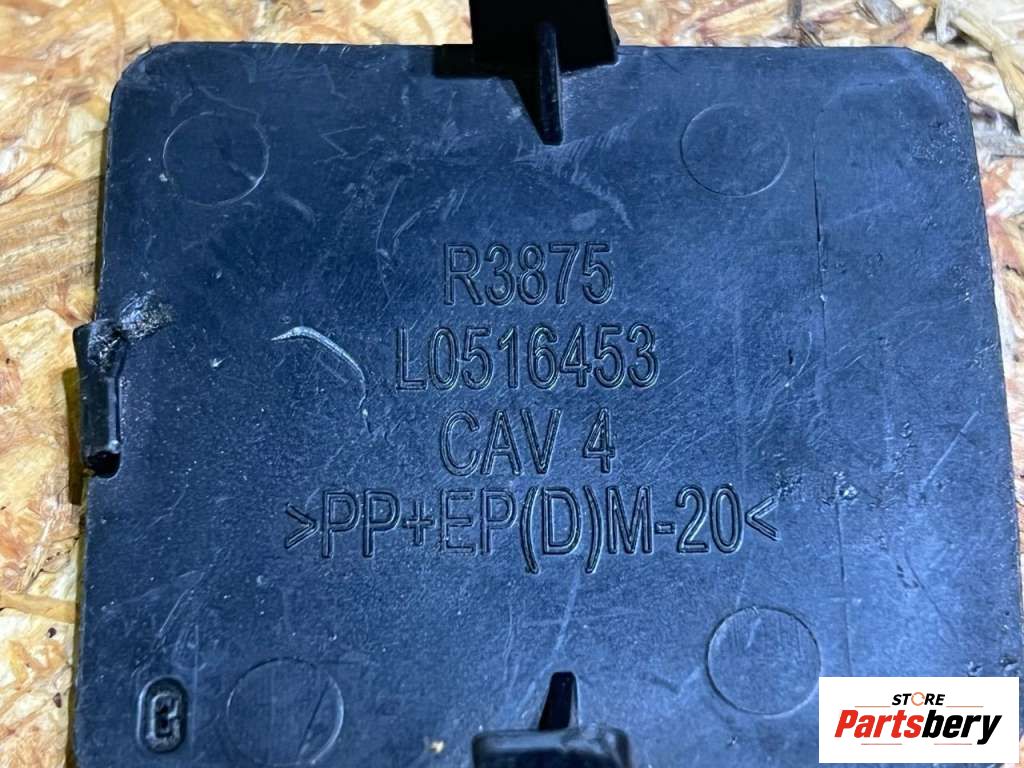 R3875
L0516453
CAV 4
>PP+EP(D)M-20<
STORE
Partsbery